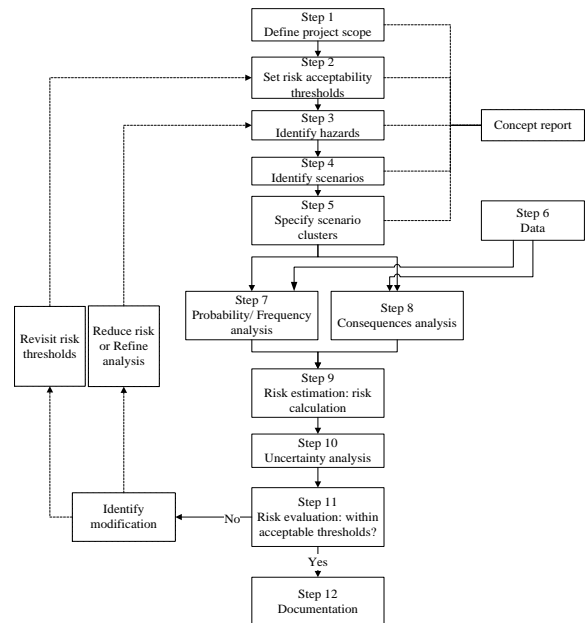 Step 1
Define project scope
Step 2
Set risk acceptability
thresholds
Step 3
Identify hazards
Concept report
Step 4
Identify scenarios
Step 5
Specify scenario
clusters
Step 6
Data
Step 7
Probability/ Frequency
analysis
Step 8
Consequences analysis
Revisit risk
thresholds
Reduce risk
or Refine
analysis
Step 9
Risk estimation: risk
calculation
Step 10
Uncertainty analysis
Step 11
Risk evaluation: within
acceptable thresholds?
No
Identify
modification
Yes
Step 12
Documentation